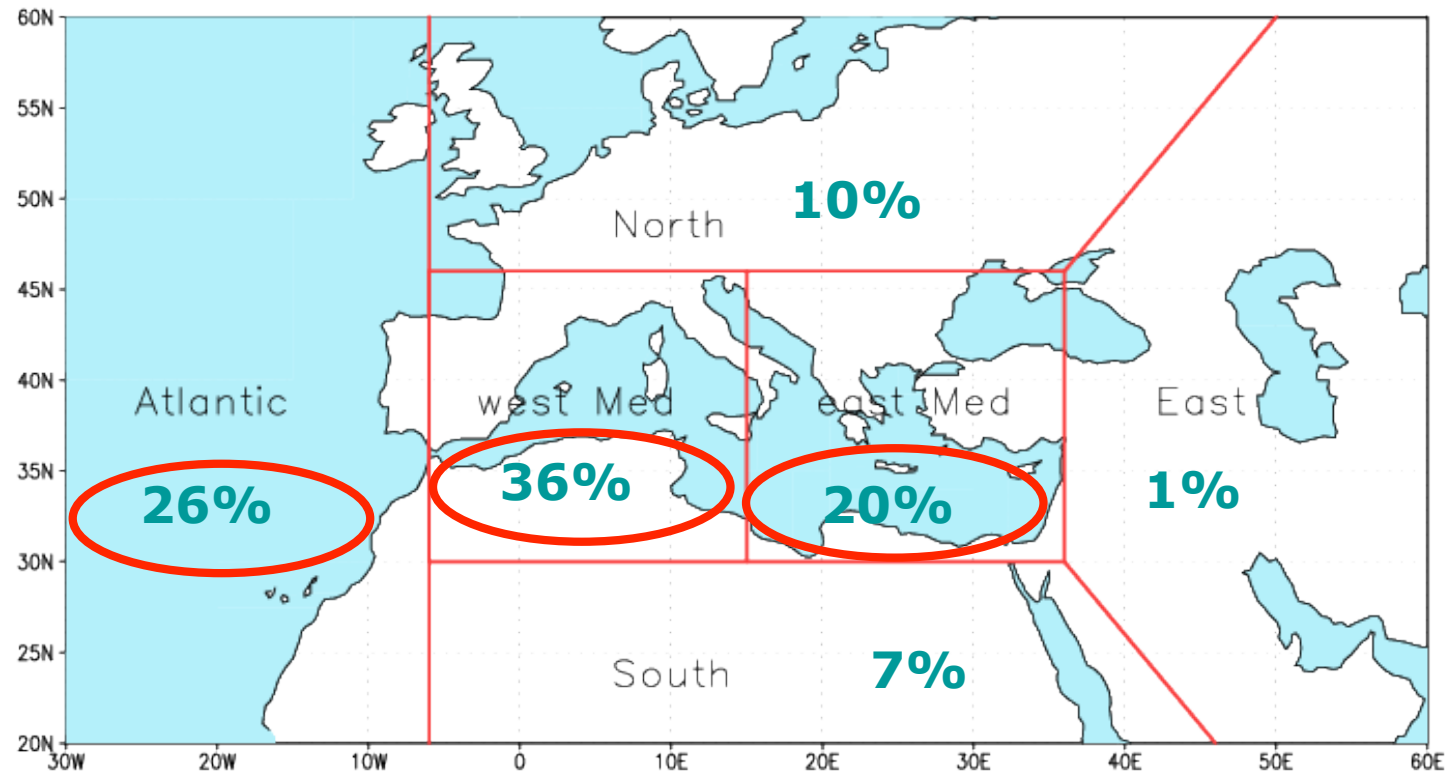 60N
55N
50N
45N
40N
35N
30N
25N
20N
10%
North
Atlantic
west Med
east Med
East
26%
36%
20%
1%
South
7%
30W 20W 10W 0 10E 20E 30E 40E 50E 60E